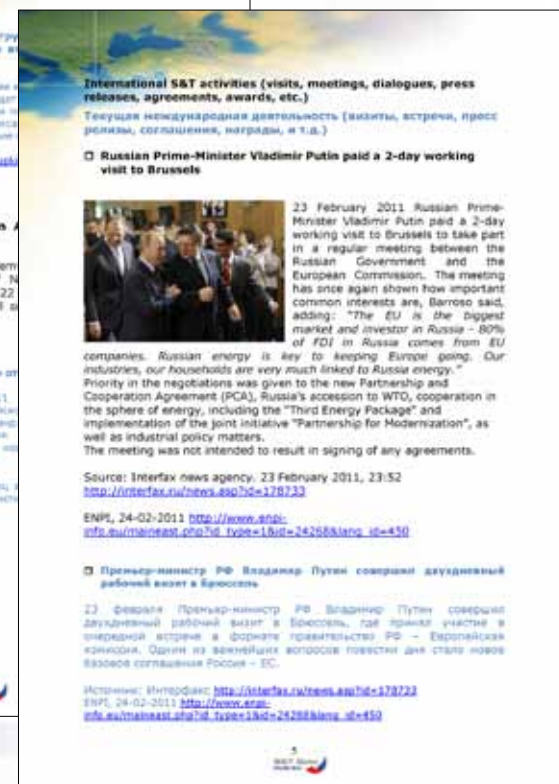 International S&T activities (visits, meetings, dialogues, press
releases, agreements, awards, etc.)
Текущая международная деятельность (визиты, встречи, пресс
релизы, соглашения, награды, и т.д.)
❒ Russian Prime-Minister Vladimir Putin paid a 2-day working
visit to Brussels
23 February 2011 Russian Prime-
Minister Vladimir Putin paid a 2-day
working visit to Brussels to take part
in a regular meeting between the
Russian Government and the
European Commission. The meeting
has once again shown how important
common interests are, Barroso said,
adding: "The EU is the biggest
market and investor in Russia - 80%
of FDI in Russia comes from EU
companies. Russian energy is key to keeping Europe going. Our
industries, our households are very much linked to Russia energy."
Priority in the negotiations was given to the new Partnership and
Cooperation Agreement (PCA), Russia's accession to WTO, cooperation in
the sphere of energy, including the "Third Energy Package" and
implementation of the joint initiative "Partnership for Modernization", as
well as industrial policy matters.
The meeting was not intended to result in signing of any agreements.
Source: Interfax news agency. 23 February 2011, 23:52
http://interfax.ru/news.asp?id=178733
ENPI, 24-02-2011 http://www.enpi-
info.eu/maineast.php?id_type=1&id=24268&lang_id=450
❒ Премьер-министр РФ Владимир Путин совершил двухдневный
рабочий визит в Брюссель
23 февраля Премьер-министр РФ Владимир Путин совершил
двухдневный рабочий визит в Брюссель, где принял участие в
очередной встрече в формате правительство РФ – Европейская
комиссия. Одним из важнейших вопросов повестки дня стало новое
базовое соглашение Россия – ЕС.
Источник: Интерфакс http://interfax.ru/news.asp?id=178733
ENPI, 24-02-2011 http://www.enpi-
info.eu/maineast.php?id_type=1&id=24268&lang_id=450
5